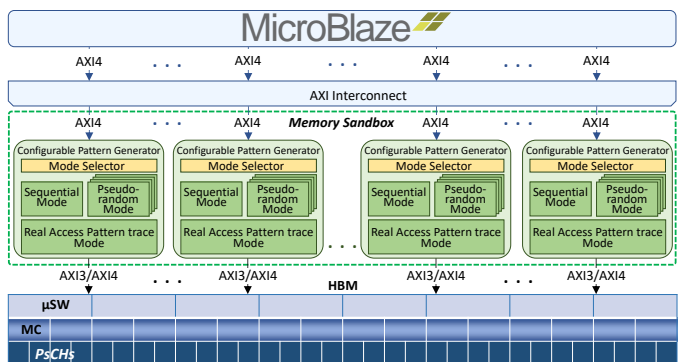 MicroBlaze
AXI4 . . . AXI4 . . . AXI4 . . . AXI4
AXI Interconnect
AXI4 . . . AXI4 Memory Sandbox AXI4 . . . AXI4
Configurable Pattern Generator Configurable Pattern Generator Configurable Pattern Generator Configurable Pattern Generator
Mode Selector Mode Selector Mode Selector Mode Selector
Sequential Mode Pseudo-random Mode Sequential Mode Pseudo-random Mode Sequential Mode Pseudo-random Mode Sequential Mode Pseudo-random Mode
Real Access Pattern trace Mode Real Access Pattern trace Mode . . . Real Access Pattern trace Mode Real Access Pattern trace Mode
AXI3/AXI4 . . . AXI3/AXI4 HBM AXI3/AXI4 . . . AXI3/AXI4
µSW
MC
PsCHs